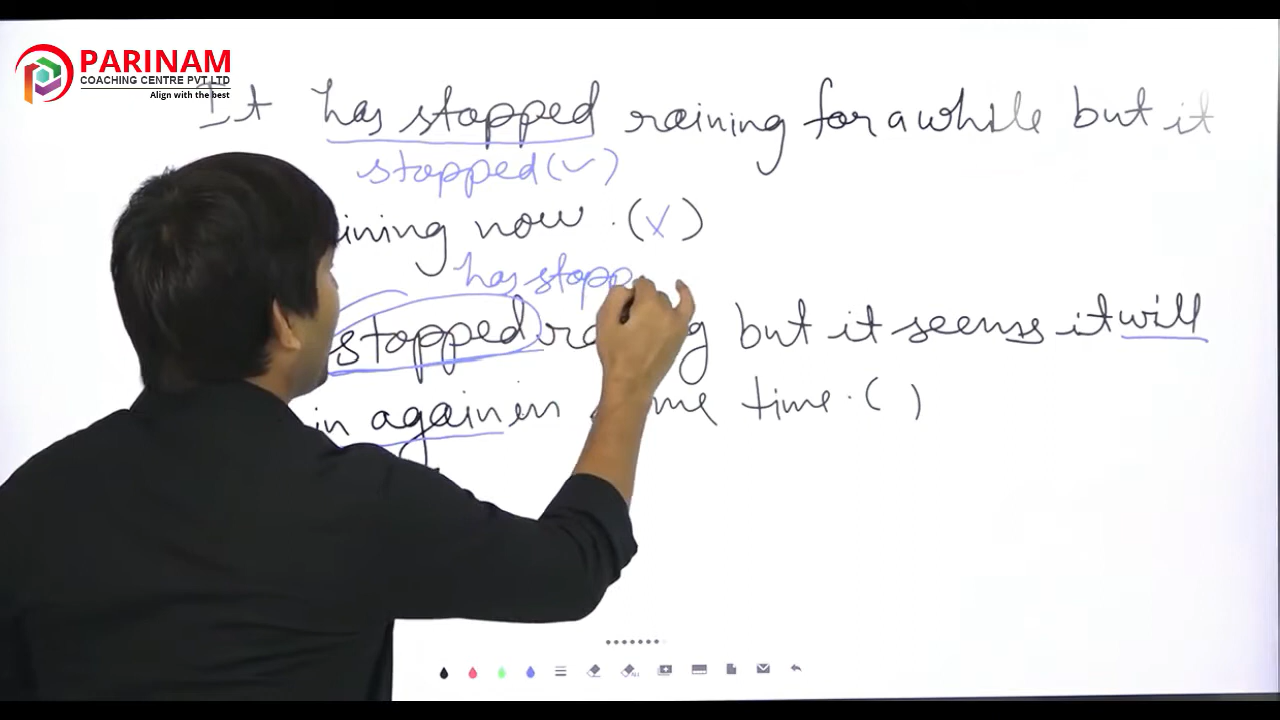 PARINAM
COACHING CENTRE PVT LTD
Align with the best
It has stopped raining for a while but it
stopped (✓)
ining now. (X)
has stopp
stopped but it seems it will
in again in time. ( )